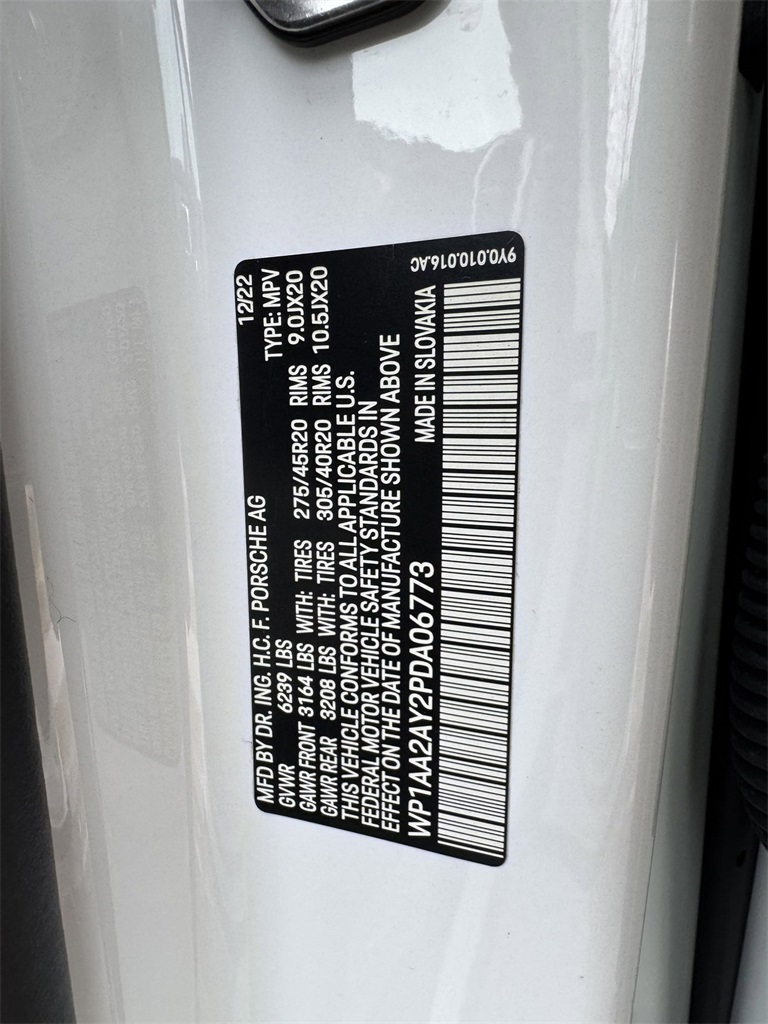 MFD BY DR. ING. H.C. F. PORSCHE AG 12/22
GVWR 6239 LBS TYPE: MPV
GAWR FRONT 3164 LBS WITH: TIRES 275/45R20 RIMS 9.0JX20
GAWR REAR 3208 LBS WITH: TIRES 305/40R20 RIMS 10.5JX20
THIS VEHICLE CONFORMS TO ALL APPLICABLE U.S.
FEDERAL MOTOR VEHICLE SAFETY STANDARDS IN
EFFECT ON THE DATE OF MANUFACTURE SHOWN ABOVE
WP1AA2AY2PDA06773 MADE IN SLOVAKIA
9Y0.010.016.AC